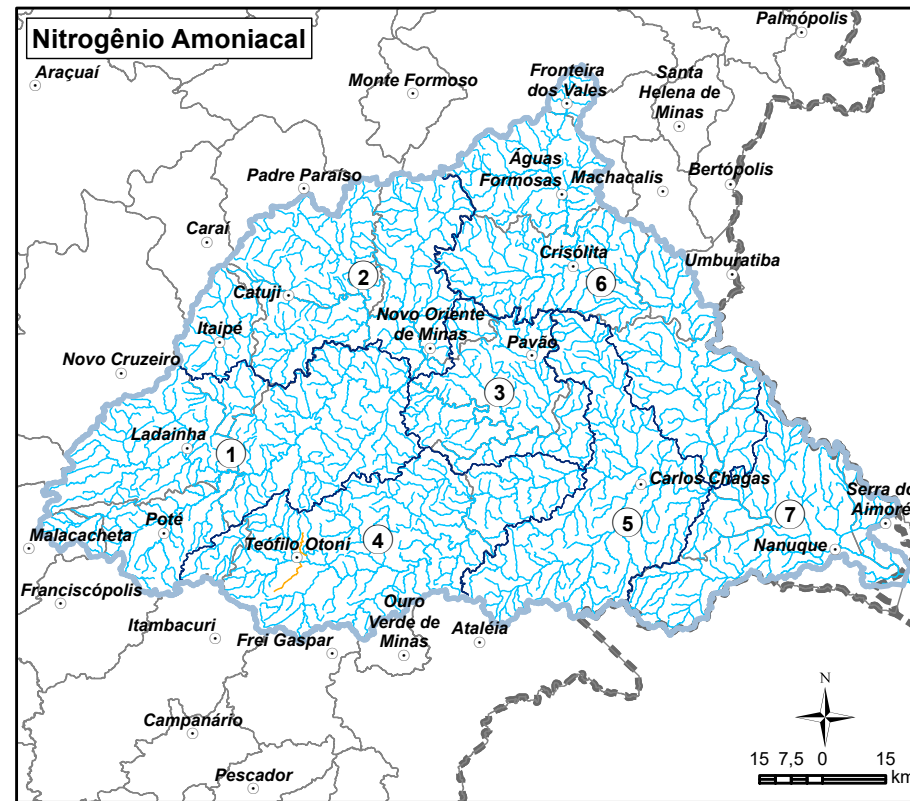 Nitrogênio Amoniacal
Palmópolis
Araçuaí
Monte Formoso
Fronteira
dos Vales
Santa
Helena de
Minas
Águas
Formosas
Machacalis
Bertópolis
Padre Paraíso
Caraí
Crisólita
Umburatiba
2
6
Catuji
Novo Oriente
de Minas
Itaipé
Pavão
Novo Cruzeiro
3
Ladainha
1
Carlos Chagas
Serra do
Aimoré
7
Poté
5
4
Malacacheta
Teófilo Otoni
Nanuque
Franciscópolis
Ouro
Verde de
Minas
Itambacuri
Frei Gaspar
Ataléia
N
Campanário
Pescador
15 7,5 0 15
km